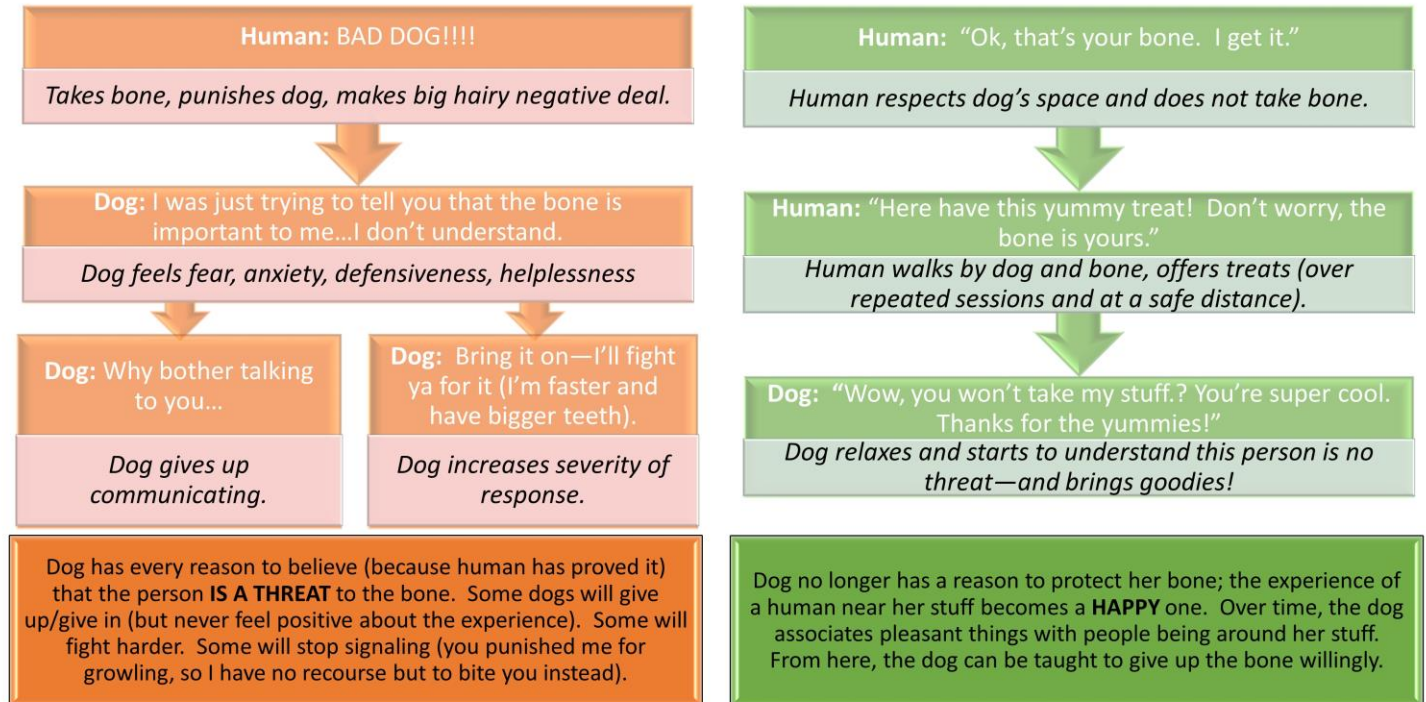 Human: BAD DOG!!!!
Takes bone, punishes dog, makes big hairy negative deal.
Dog: I was just trying to tell you that the bone is
important to me...I don't understand.
Dog feels fear, anxiety, defensiveness, helplessness
Dog: Why bother talking
to you...
Dog gives up
communicating.
Dog: Bring it on—I'll fight
ya for it (I'm faster and
have bigger teeth).
Dog increases severity of
response.
Dog has every reason to believe (because human has proved it)
that the person IS A THREAT to the bone. Some dogs will give
up/give in (but never feel positive about the experience). Some will
fight harder. Some will stop signaling (you punished me for
growling, so I have no recourse but to bite you instead).
Human: "Ok, that's your bone. I get it."
Human respects dog's space and does not take bone.
Human: "Here have this yummy treat! Don't worry, the
bone is yours."
Human walks by dog and bone, offers treats (over
repeated sessions and at a safe distance).
Dog: "Wow, you won't take my stuff.? You're super cool.
Thanks for the yummies!"
Dog relaxes and starts to understand this person is no
threat—and brings goodies!
Dog no longer has a reason to protect her bone; the experience of
a human near her stuff becomes a HAPPY one. Over time, the dog
associates pleasant things with people being around her stuff.
From here, the dog can be taught to give up the bone willingly.